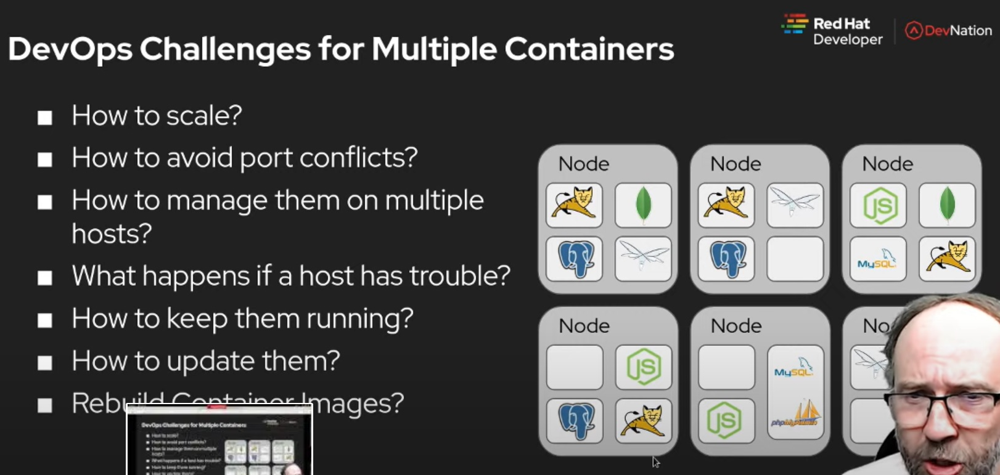 DevOps Challenges for Multiple Containers
Red Hat
Developer
DevNation
How to scale?
How to avoid port conflicts?
How to manage them on multiple
hosts?
What happens if a host has trouble?
How to keep them running?
How to update them?
Rebuild Container Images?
Node
Node
Node
JS
MySQL
Node
Node
No
JS
MySQL
JS
phpMyAdmin
DevOps Challenges for Multiple Containers
How to scale?
How to avoid port conflicts?
How to manage them on multiple
hosts?
What happens if a host has trouble?
How to keep them running?
How to update them?